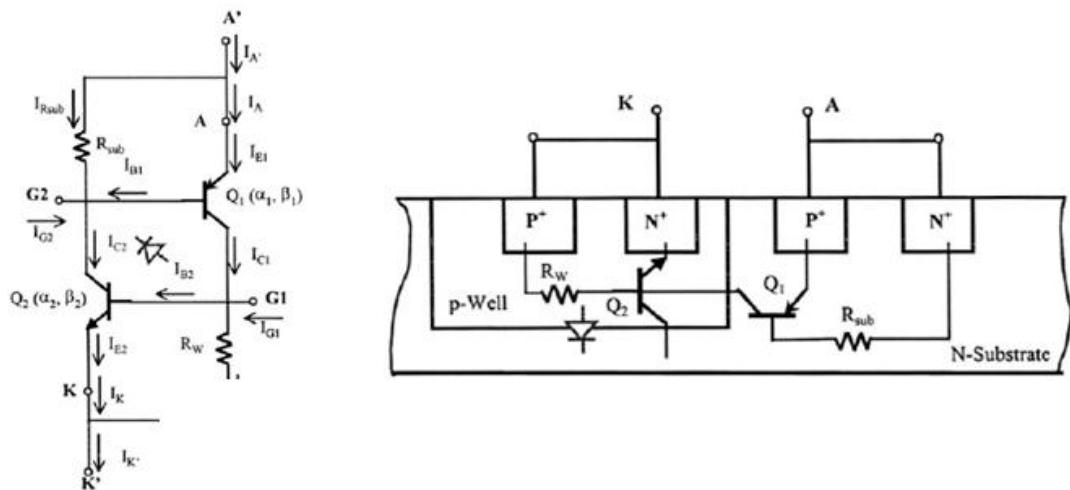 A'
I_A'
I_Rsub
I_A
A
R_sub
I_E1
I_B1
G2
Q_1 (α_1, β_1)
I_G2
I_C2
I_B2
I_C1
Q_2 (α_2, β_2)
G1
I_G1
I_E2
R_W
K
I_K
I_K'
K'
K
A
P^+
N^+
P^+
N^+
R_W
Q_1
p-Well
Q_2
R_sub
N-Substrate